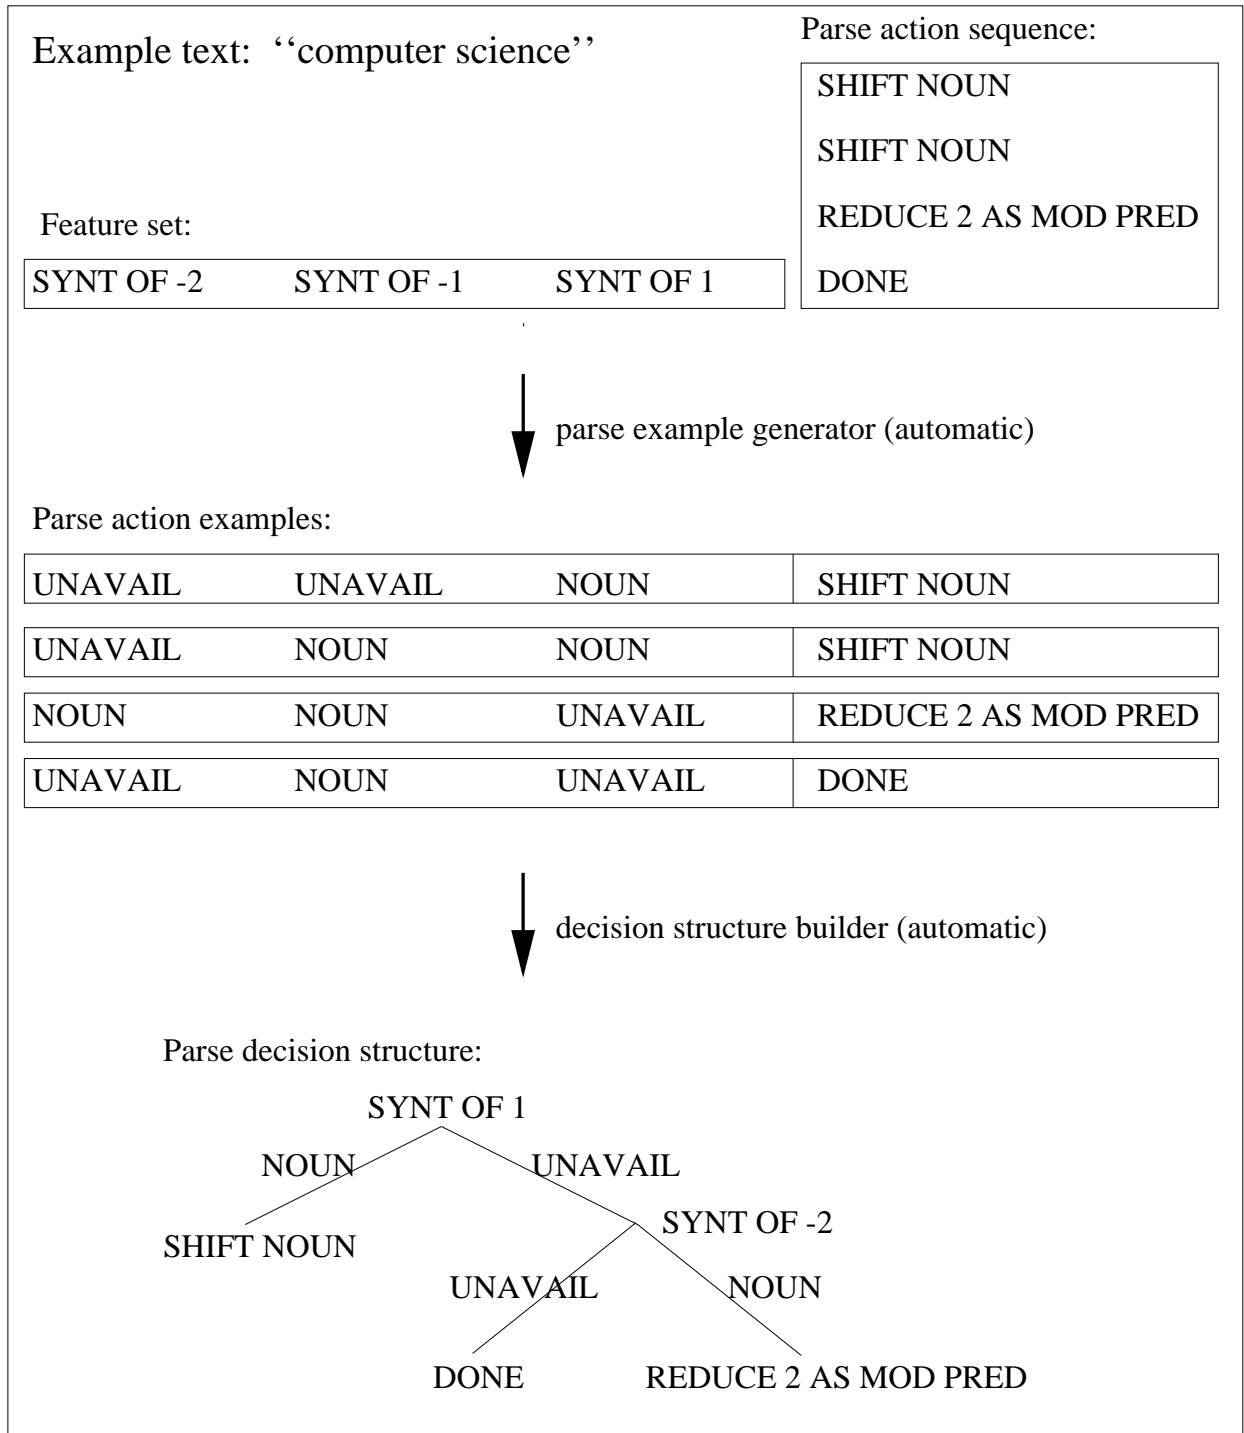 Example text: ‘‘computer science’’
Parse action sequence:
SHIFT NOUN
SHIFT NOUN
REDUCE 2 AS MOD PRED
DONE
Feature set:
SYNT OF -2 SYNT OF -1 SYNT OF 1
parse example generator (automatic)
Parse action examples:
UNAVAIL UNAVAIL NOUN SHIFT NOUN
UNAVAIL NOUN NOUN SHIFT NOUN
NOUN NOUN UNAVAIL REDUCE 2 AS MOD PRED
UNAVAIL NOUN UNAVAIL DONE
decision structure builder (automatic)
Parse decision structure:
SYNT OF 1
NOUN UNAVAIL
SHIFT NOUN SYNT OF -2
UNAVAIL NOUN
DONE REDUCE 2 AS MOD PRED